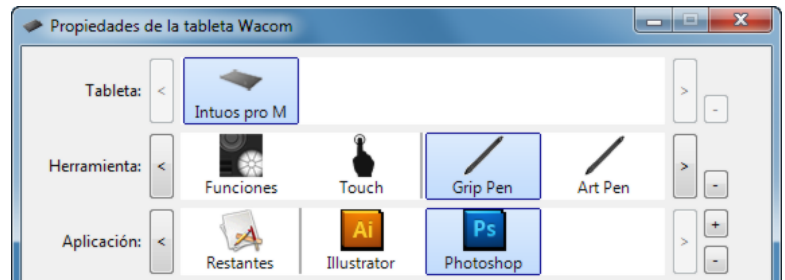 Propiedades de la tableta Wacom
Tableta:
<
Intuos pro M
>
-
Herramienta:
<
Funciones
Touch
Grip Pen
Art Pen
>
-
Aplicación:
<
Restantes
Ai
Illustrator
Ps
Photoshop
>
+
-